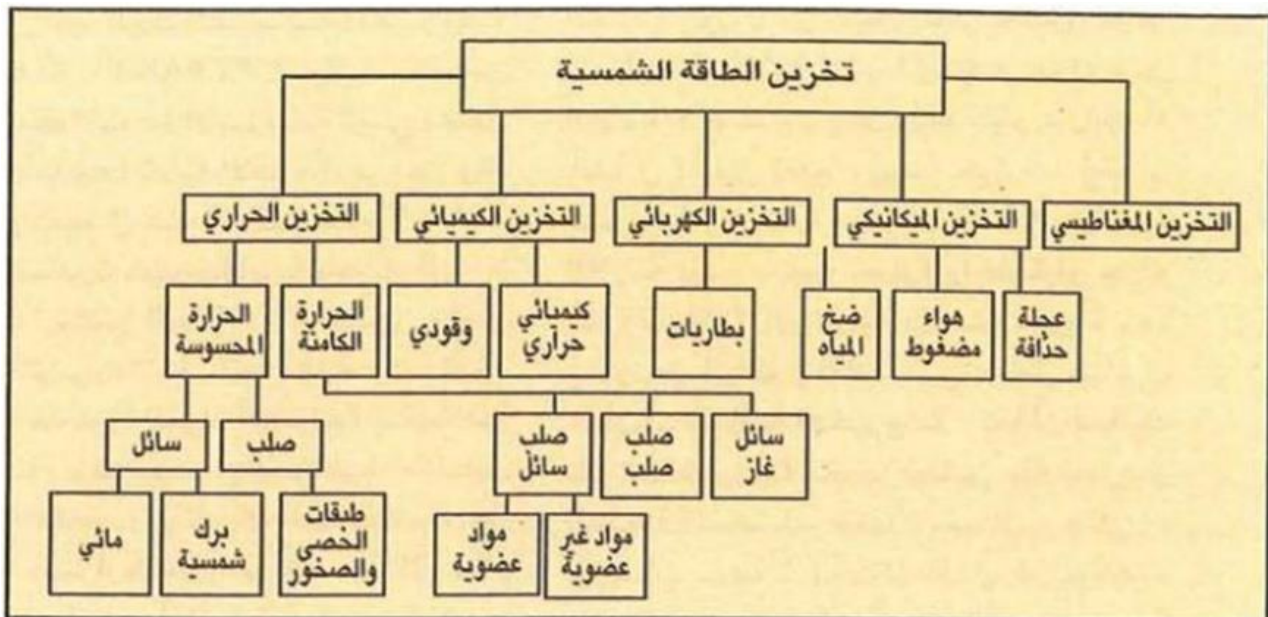 تخزين الطاقة الشمسية
التخزين المغناطيسي
التخزين الميكانيكي
التخزين الكهربائي
التخزين الكيميائي
التخزين الحراري
عجلة
حذافة
هواء
مضغوط
ضخ
المياه
بطاريات
كيميائي
حراري
وقودي
الحرارة
الكامنة
الحرارة
المحسوسة
سائل
غاز
صلب
صلب
صلب
سائل
صلب
سائل
مواد غير
عضوية
مواد
عضوية
طبقات
الحصى
والصخور
برك
شمسية
مائي